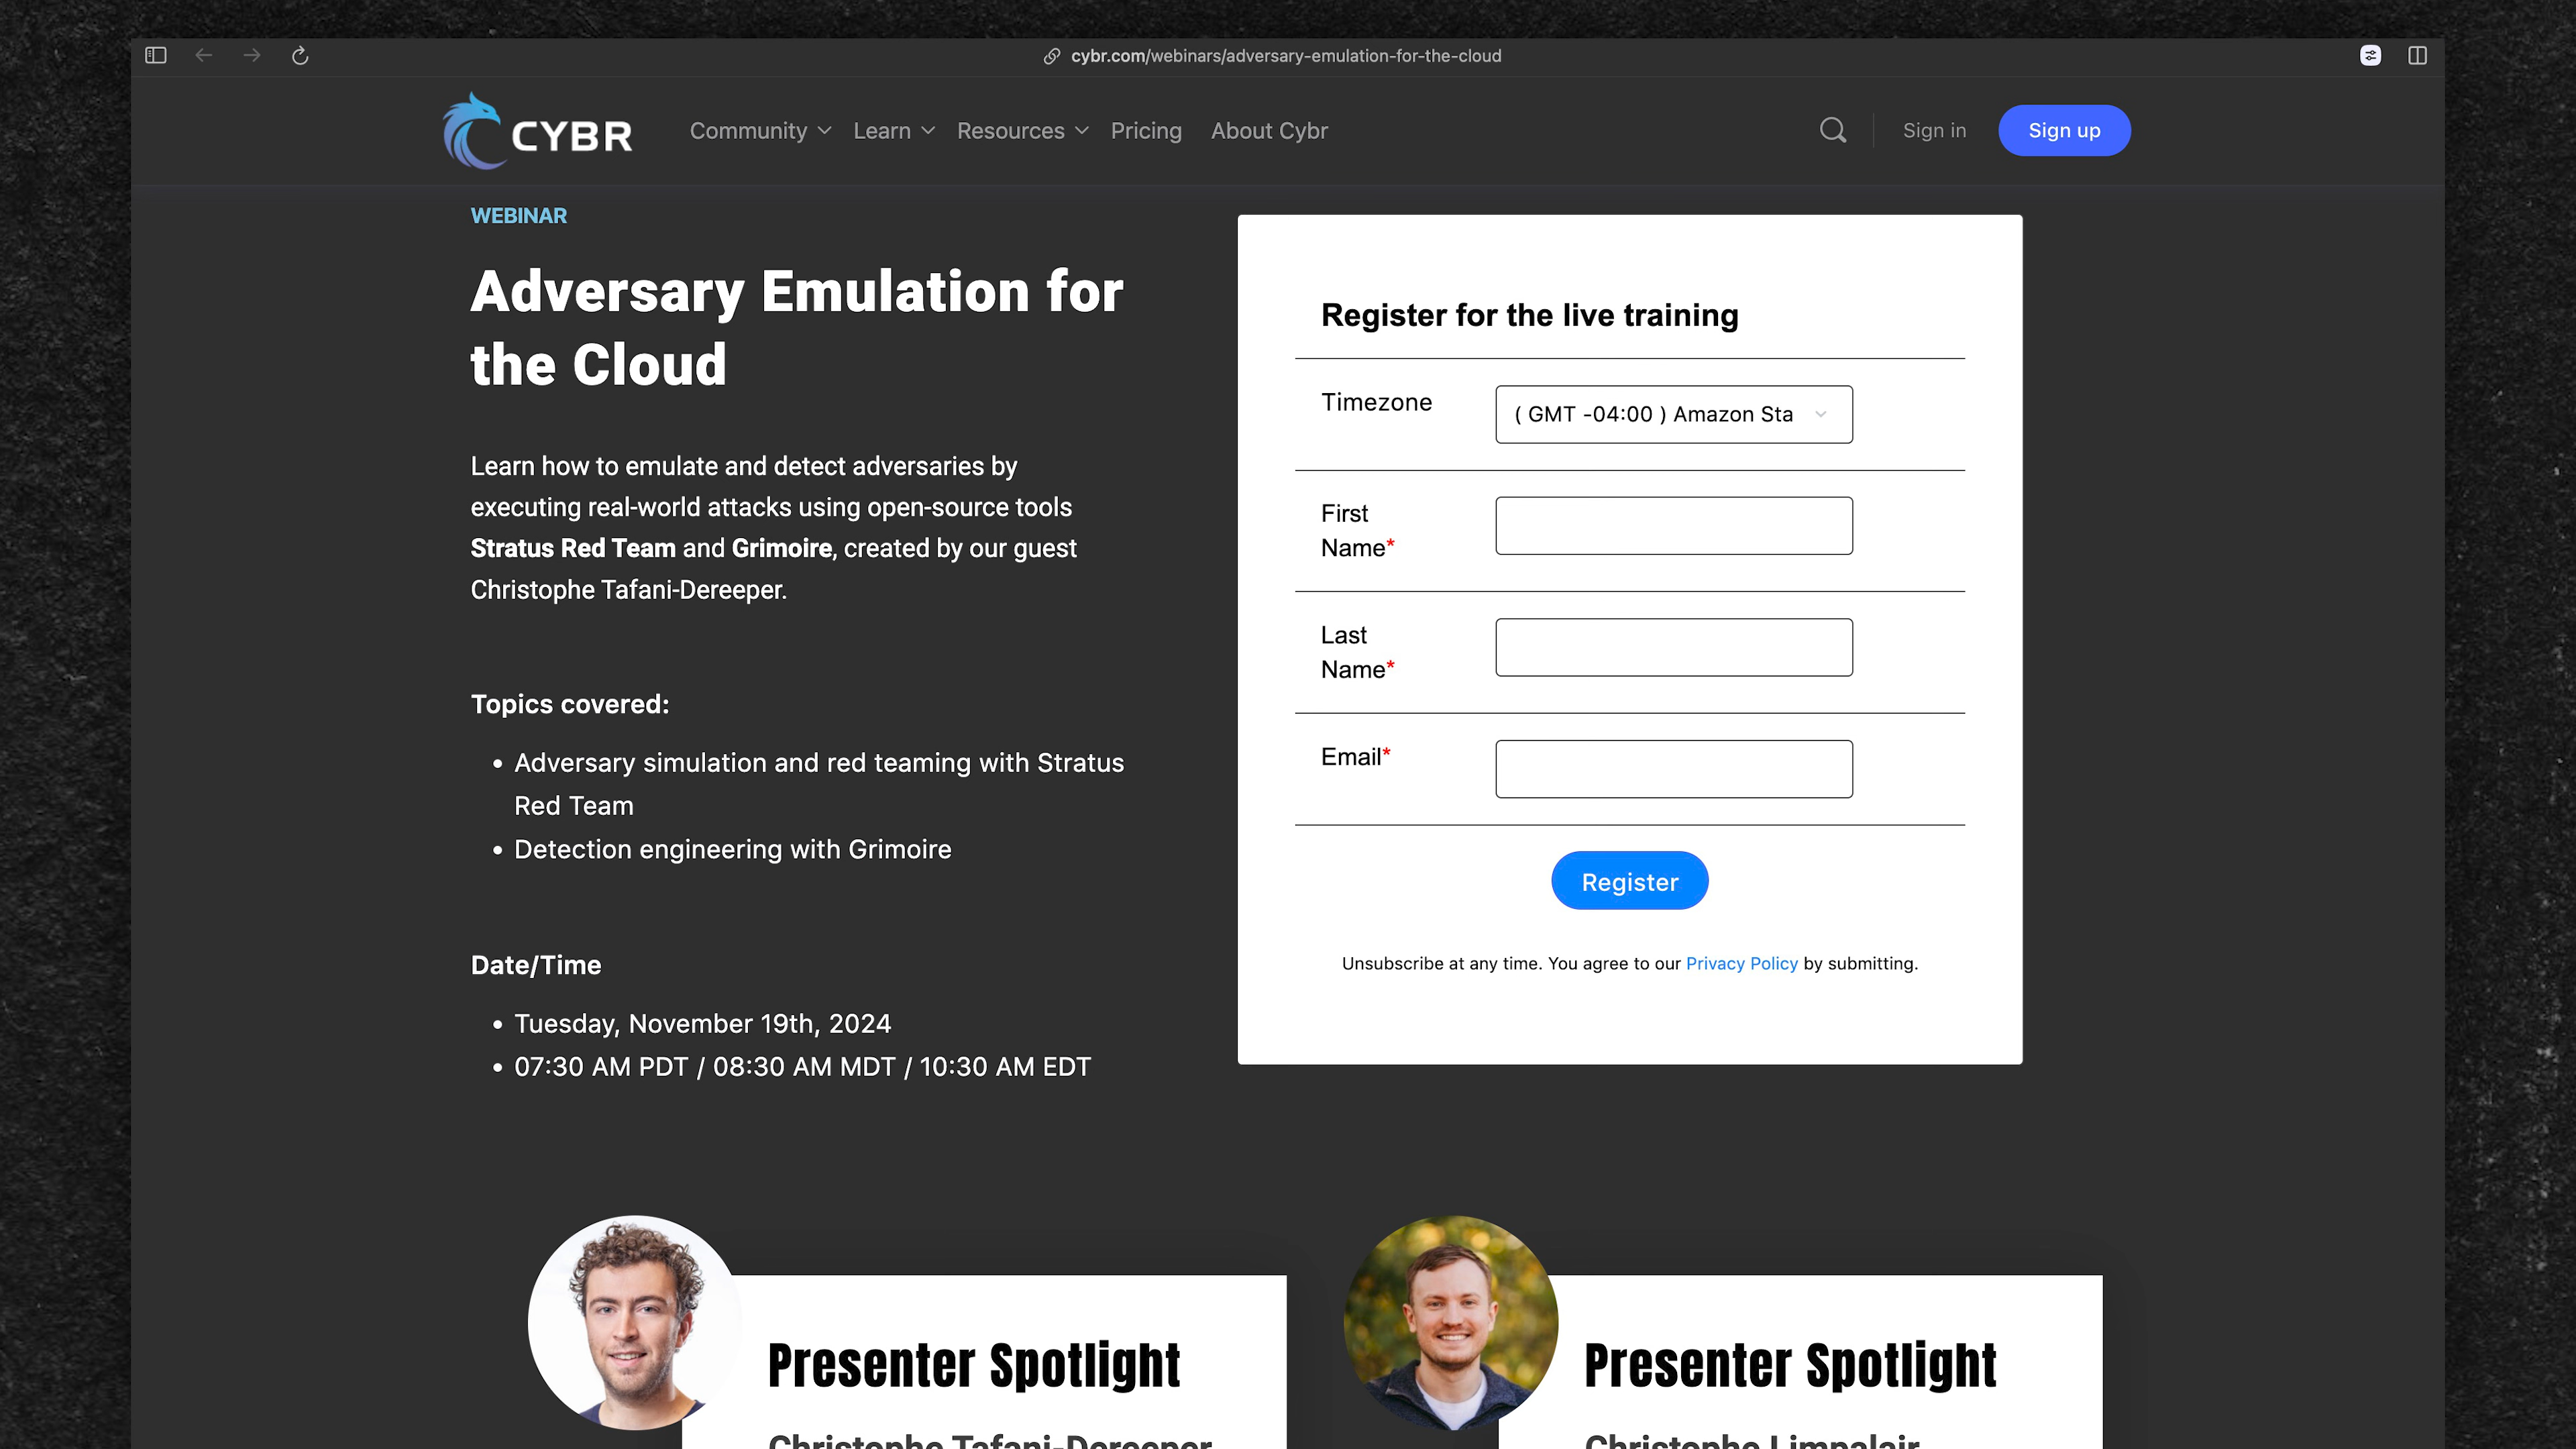 cybr.com/webinars/adversary-emulation-for-the-cloud
CYBR
Community
Learn
Resources
Pricing
About Cybr
Sign in
Sign up
WEBINAR
Adversary Emulation for
the Cloud
Learn how to emulate and detect adversaries by
executing real-world attacks using open-source tools
Stratus Red Team and Grimoire, created by our guest
Christophe Tafani-Dereeper.
Topics covered:
• Adversary simulation and red teaming with Stratus
Red Team
• Detection engineering with Grimoire
Date/Time
• Tuesday, November 19th, 2024
• 07:30 AM PDT / 08:30 AM MDT / 10:30 AM EDT
Register for the live training
Timezone
( GMT -04:00 ) Amazon Sta
First
Name*
Last
Name*
Email*
Register
Unsubscribe at any time. You agree to our Privacy Policy by submitting.
Presenter Spotlight
Christophe Tafani-Dereeper
Presenter Spotlight
Christophe Limpalair